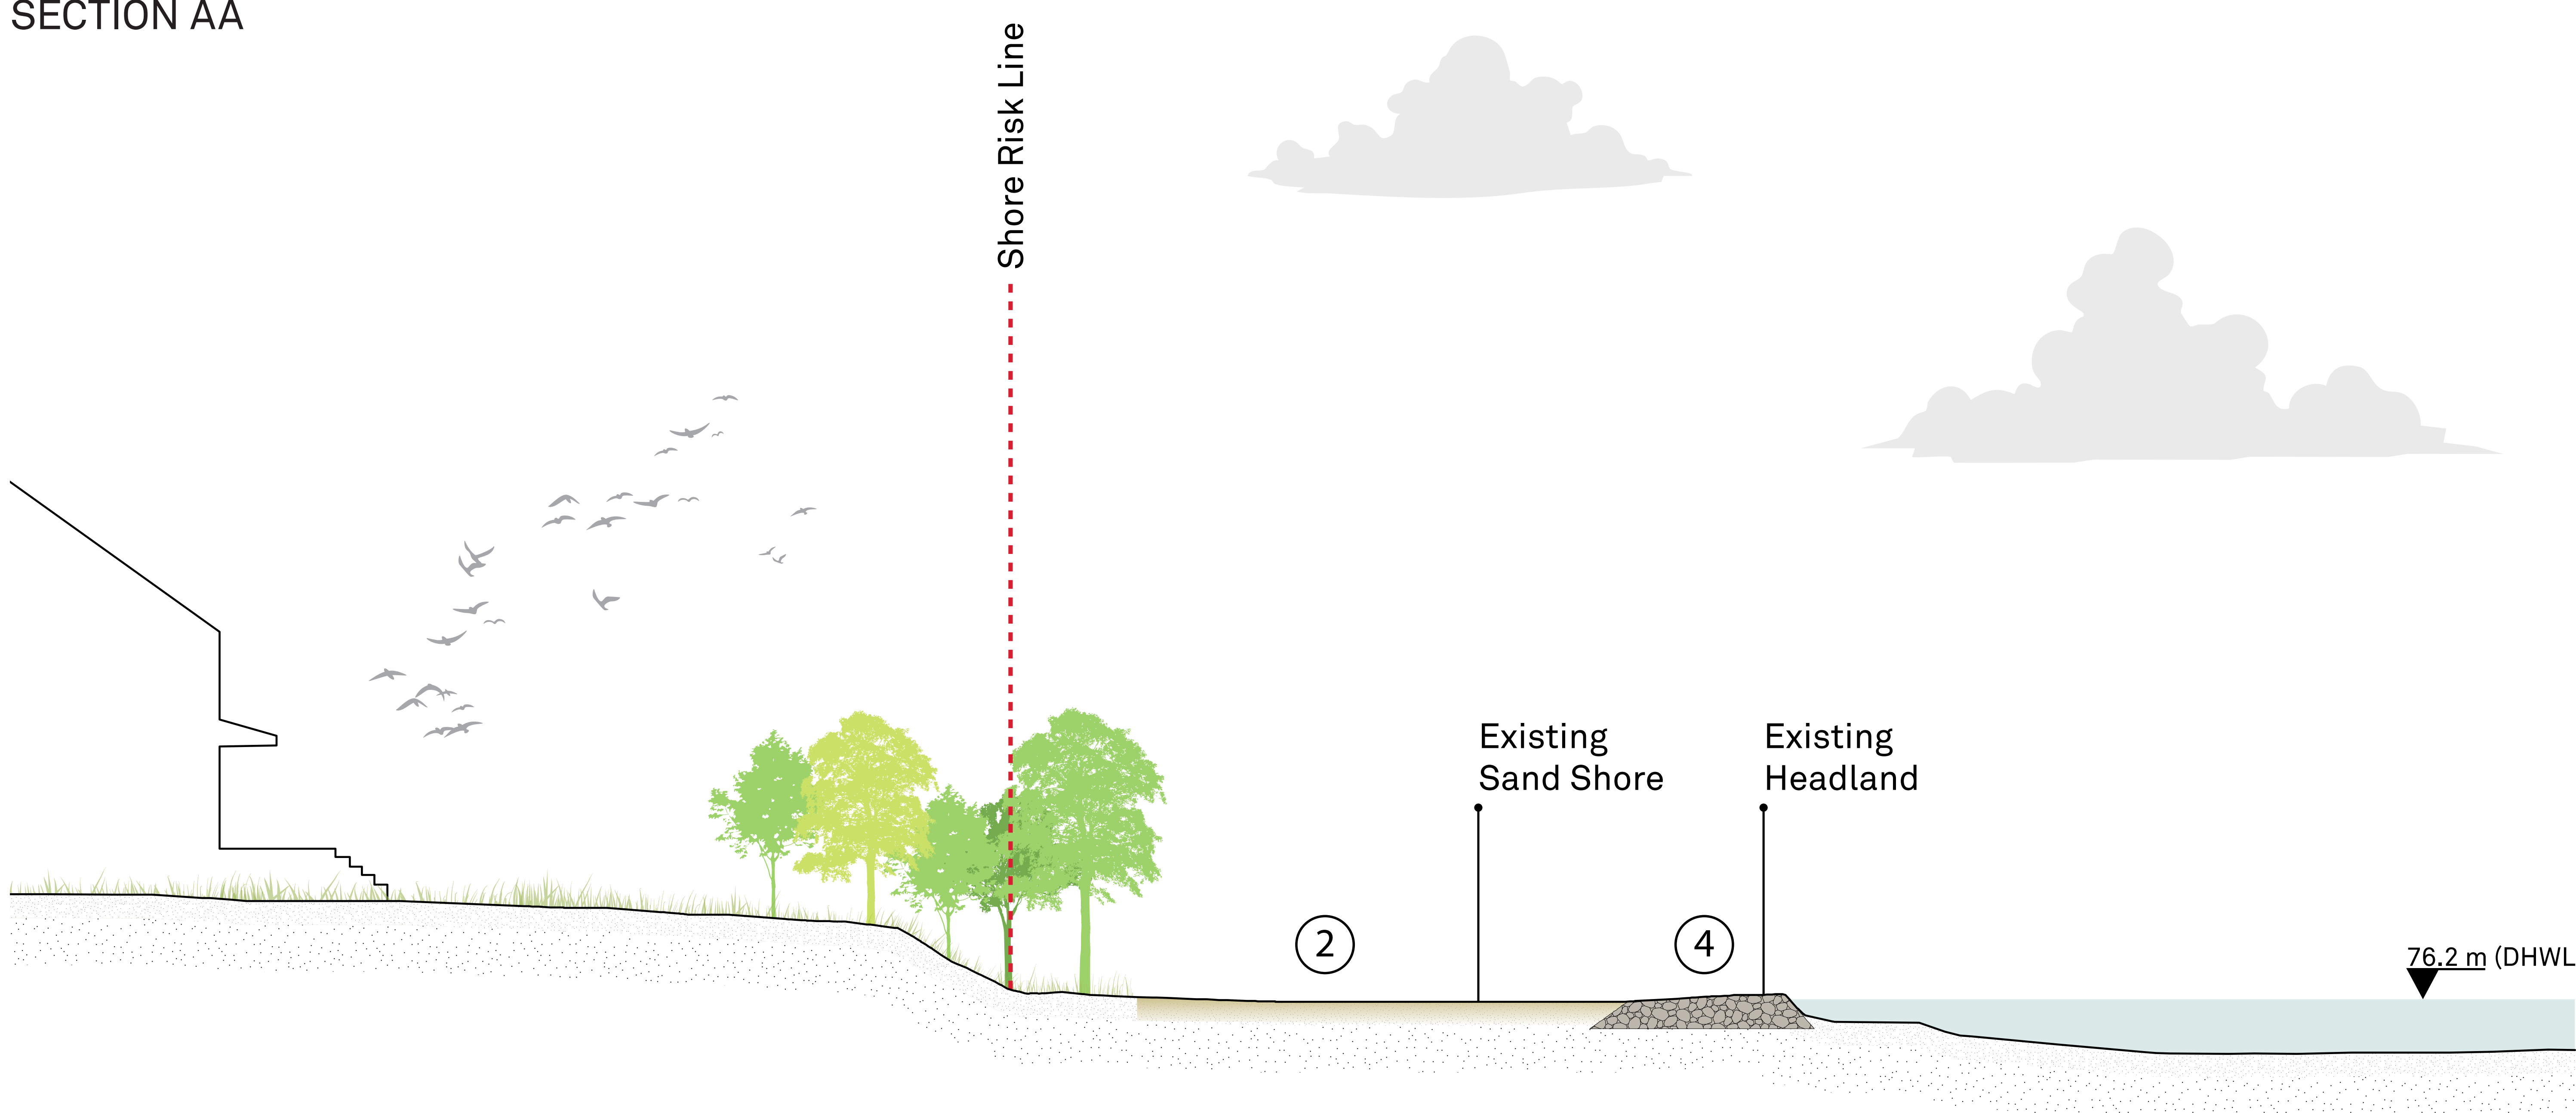 SECTION AA
Shore Risk Line
Existing
Sand Shore
Existing
Headland
2
4
76.2 m (DHWL